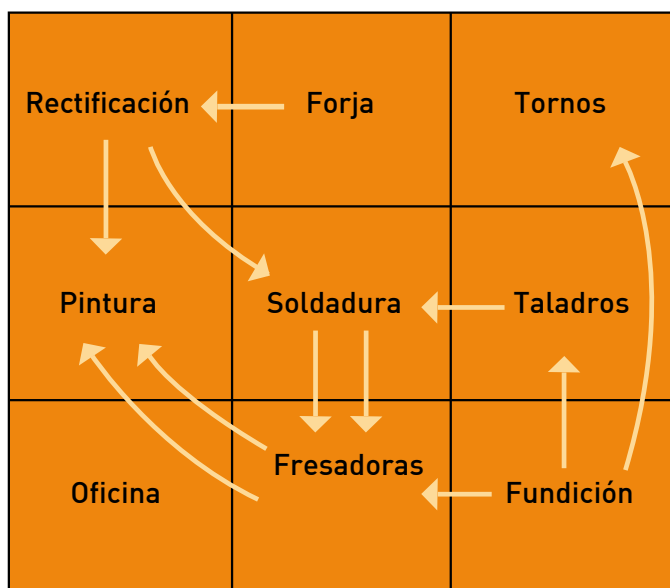 Rectificación
Forja
Tornos
Pintura
Soldadura
Taladros
Oficina
Fresadoras
Fundición